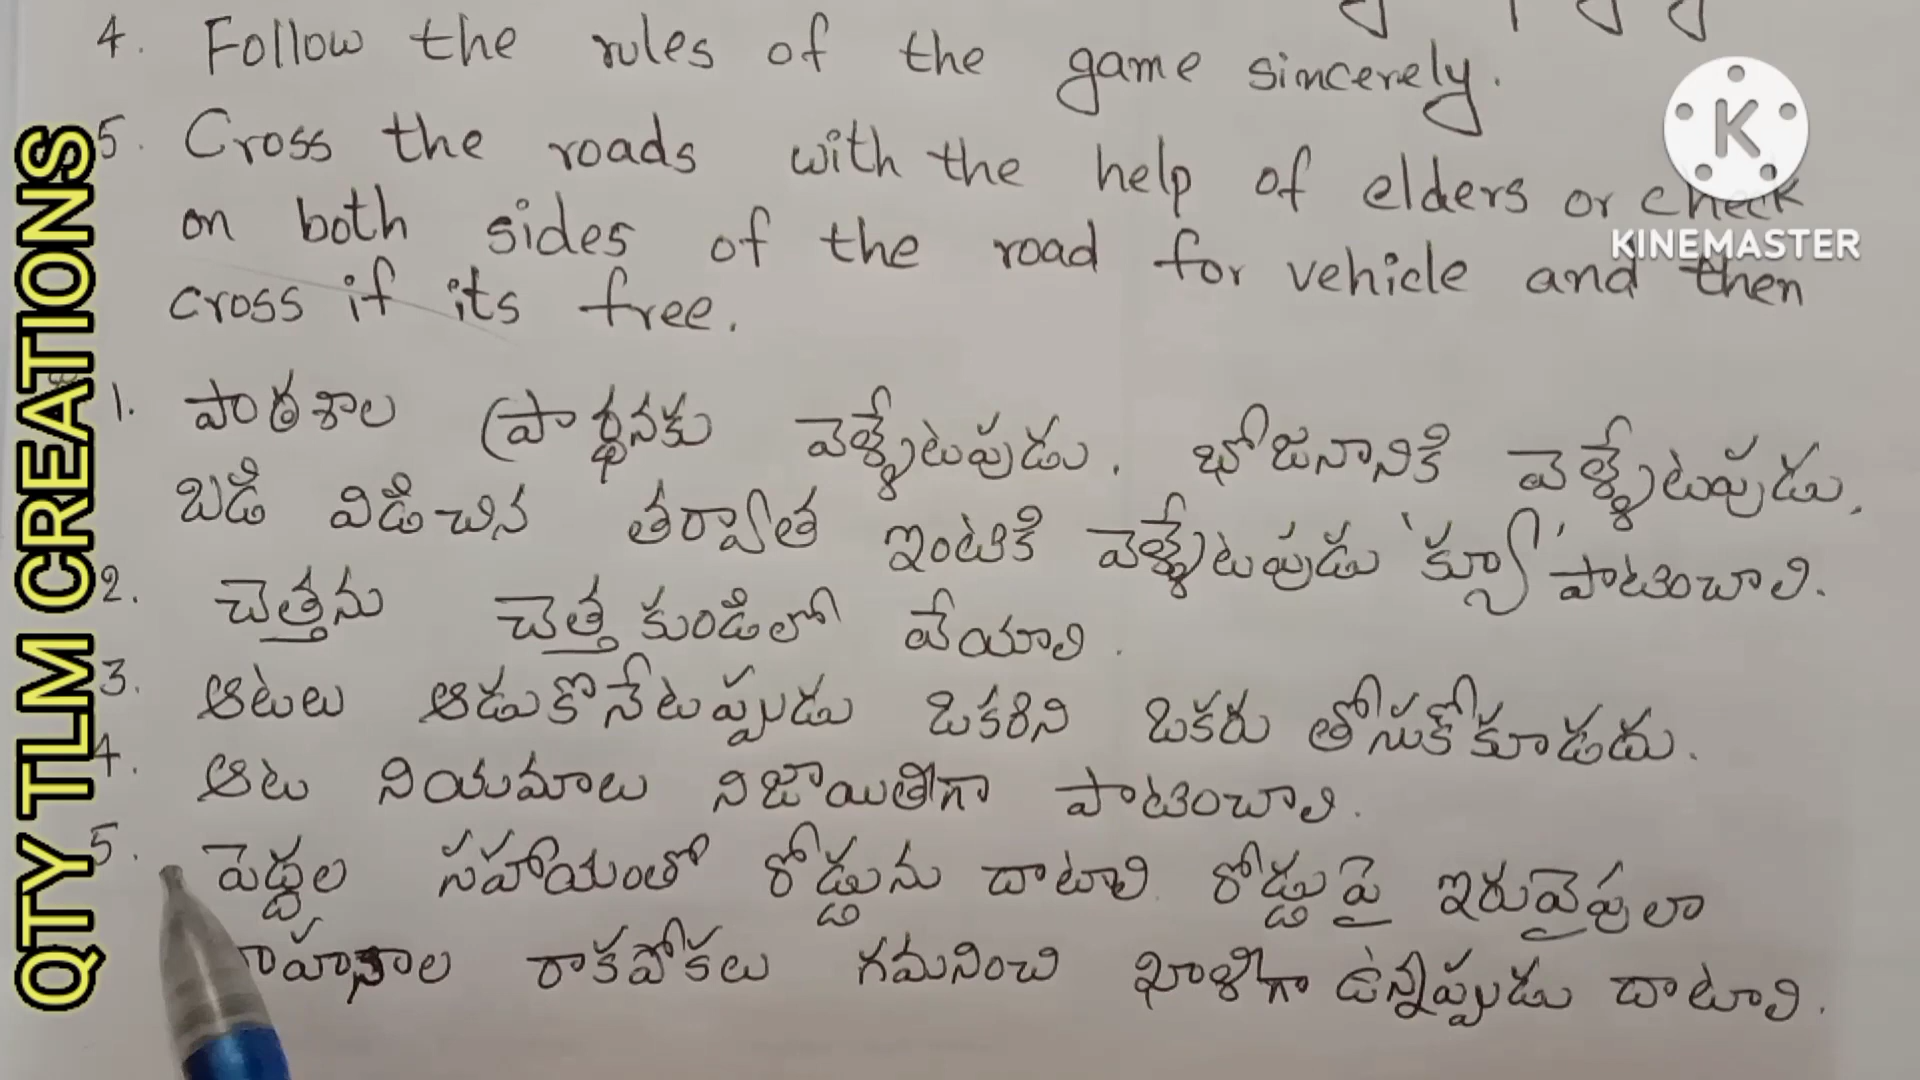 4. Follow the rules of the game sincerely.
5. Cross the roads with the help of elders or check
on both sides of the road for vehicle and then
cross if its free.
1. పాఠశాల ప్రార్థనకు వెళ్ళేటపుడు. భోజనానికి వెళ్ళేటపుడు.
బడి విడిచిన తర్వాత ఇంటికి వెళ్ళేటపుడు 'క్యూ' పాటించాలి.
2. చెత్తను చెత్త కుండిలో వేయాలి.
3. ఆటలు ఆడుకొనేటప్పుడు ఒకరిని ఒకరు తోసుకోకూడదు.
4. ఆట నియమాలు నిజాయితీగా పాటించాలి.
5. పెద్దల సహాయంతో రోడ్డును దాటాలి. రోడ్డుపై ఇరువైపులా
వాహనాల రాకపోకలు గమనించి ఖాళీగా ఉన్నప్పుడు దాటాలి.
QTY TLM CREATIONS
K
KINEMASTER